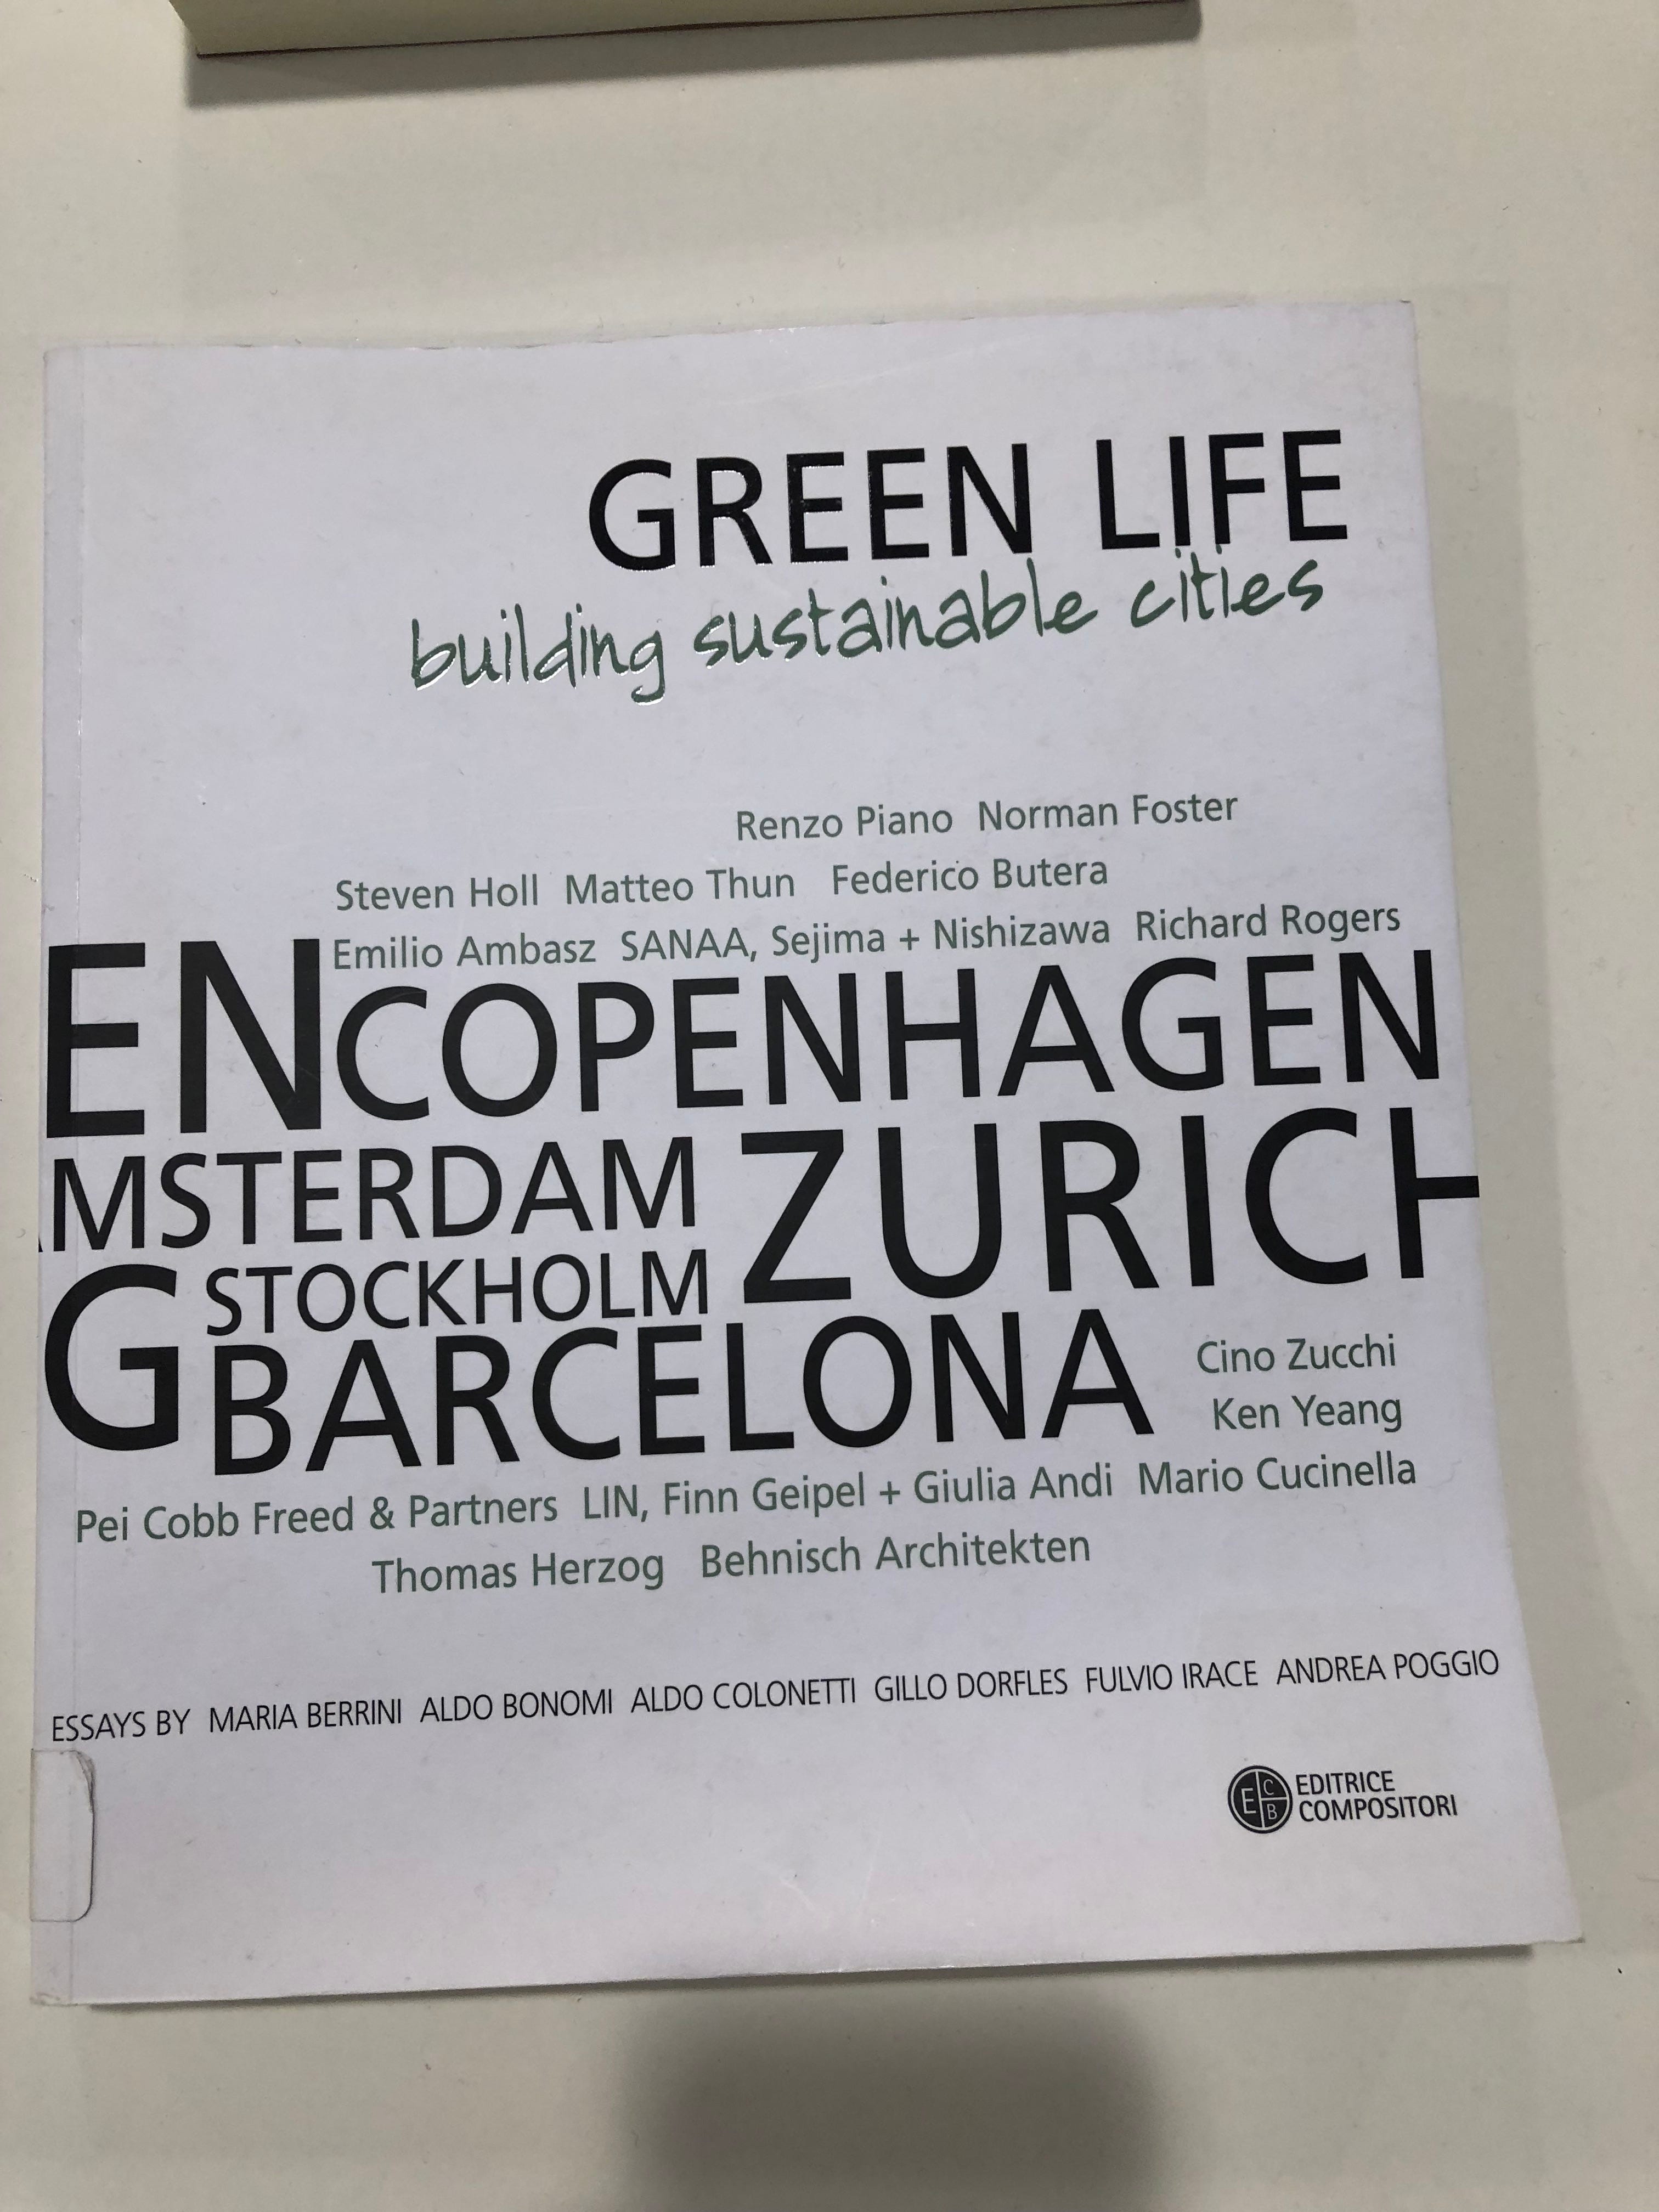 GREEN LIFE
building sustainable cities
Renzo Piano Norman Foster
Steven Holl Matteo Thun Federico Butera
Emilio Ambasz SANAA, Sejima + Nishizawa Richard Rogers
EN COPENHAGEN
AMSTERDAM ZURICH
STOCKHOLM
G BARCELONA
Cino Zucchi
Ken Yeang
Pei Cobb Freed & Partners LIN, Finn Geipel + Giulia Andi Mario Cucinella
Thomas Herzog Behnisch Architekten
ESSAYS BY MARIA BERRINI ALDO BONOMI ALDO COLONETTI GILLO DORFLES FULVIO IRACE ANDREA POGGIO
E C B
EDITRICE
COMPOSITORI